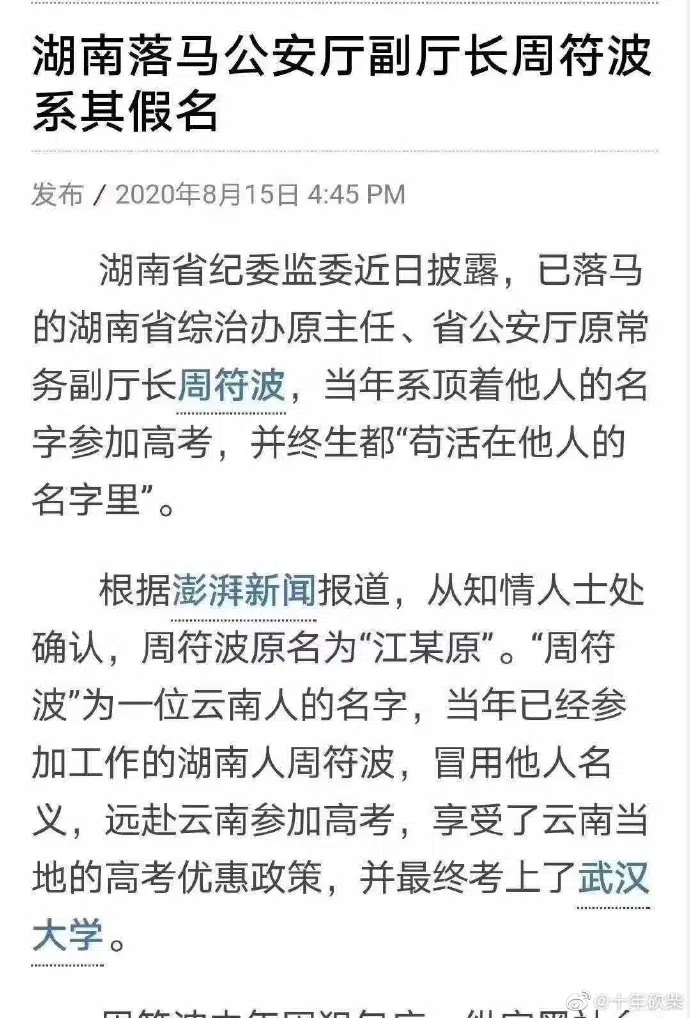 湖南落马公安厅副厅长周符波
系其假名
发布 / 2020年8月15日 4:45 PM
湖南省纪委监委近日披露，已落马
的湖南省综治办原主任、省公安厅原常
务副厅长周符波，当年系顶着他人的名
字参加高考，并终生都“苟活在他人的
名字里”。
根据澎湃新闻报道，从知情人士处
确认，周符波原名为“江某原”。“周符
波”为一位云南人的名字，当年已经参
加工作的湖南人周符波，冒用他人名
义，远赴云南参加高考，享受了云南当
地的高考优惠政策，并最终考上了武汉
大学。
@十年砍柴